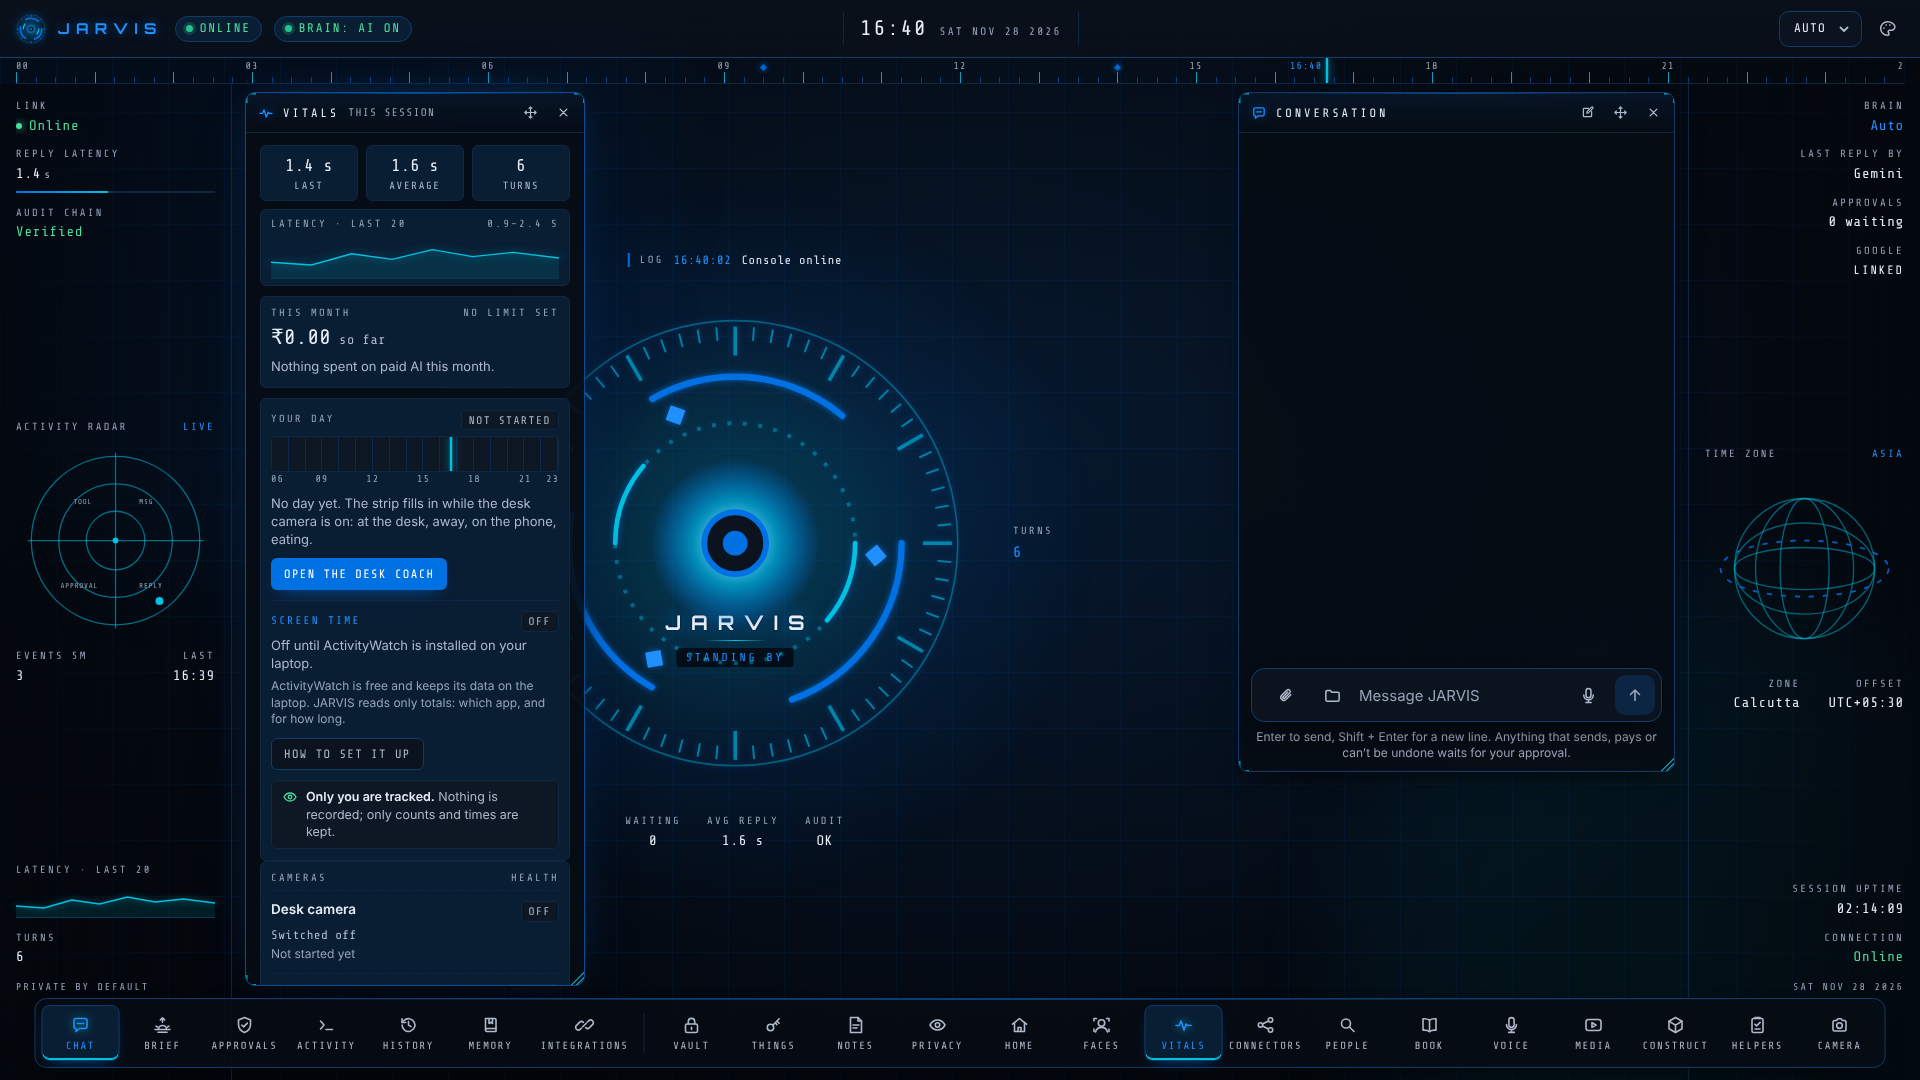 JARVIS
ONLINE
BRAIN: AI ON
16:40 SAT NOV 28 2026
AUTO
00 03 06 09 12 15 16:40 18 21 2
LINK
Online
REPLY LATENCY
1.4 s
AUDIT CHAIN
Verified
ACTIVITY RADAR LIVE
TOOL MSG
APPROVAL REPLY
EVENTS 5M LAST
3 16:39
LATENCY · LAST 20
TURNS
6
PRIVATE BY DEFAULT
VITALS THIS SESSION
1.4 s 1.6 s 6
LAST AVERAGE TURNS
LATENCY · LAST 20 0.9–2.4 S
THIS MONTH NO LIMIT SET
₹0.00 so far
Nothing spent on paid AI this month.
YOUR DAY NOT STARTED
06 09 12 15 18 21 23
No day yet. The strip fills in while the desk
camera is on: at the desk, away, on the phone,
eating.
OPEN THE DESK COACH
SCREEN TIME OFF
Off until ActivityWatch is installed on your
laptop.
ActivityWatch is free and keeps its data on the
laptop. JARVIS reads only totals: which app, and
for how long.
HOW TO SET IT UP
Only you are tracked. Nothing is
recorded; only counts and times are
kept.
CAMERAS HEALTH
Desk camera OFF
Switched off
Not started yet
LOG 16:40:02 Console online
JARVIS
STANDING BY
TURNS
6
WAITING AVG REPLY AUDIT
0 1.6 s OK
CONVERSATION
Message JARVIS
Enter to send, Shift + Enter for a new line. Anything that sends, pays or
can't be undone waits for your approval.
BRAIN
Auto
LAST REPLY BY
Gemini
APPROVALS
0 waiting
GOOGLE
LINKED
TIME ZONE ASIA
ZONE OFFSET
Calcutta UTC+05:30
SESSION UPTIME
02:14:09
CONNECTION
Online
SAT NOV 28 2026
CHAT BRIEF APPROVALS ACTIVITY HISTORY MEMORY INTEGRATIONS VAULT THINGS NOTES PRIVACY HOME FACES VITALS CONNECTORS PEOPLE BOOK VOICE MEDIA CONSTRUCT HELPERS CAMERA